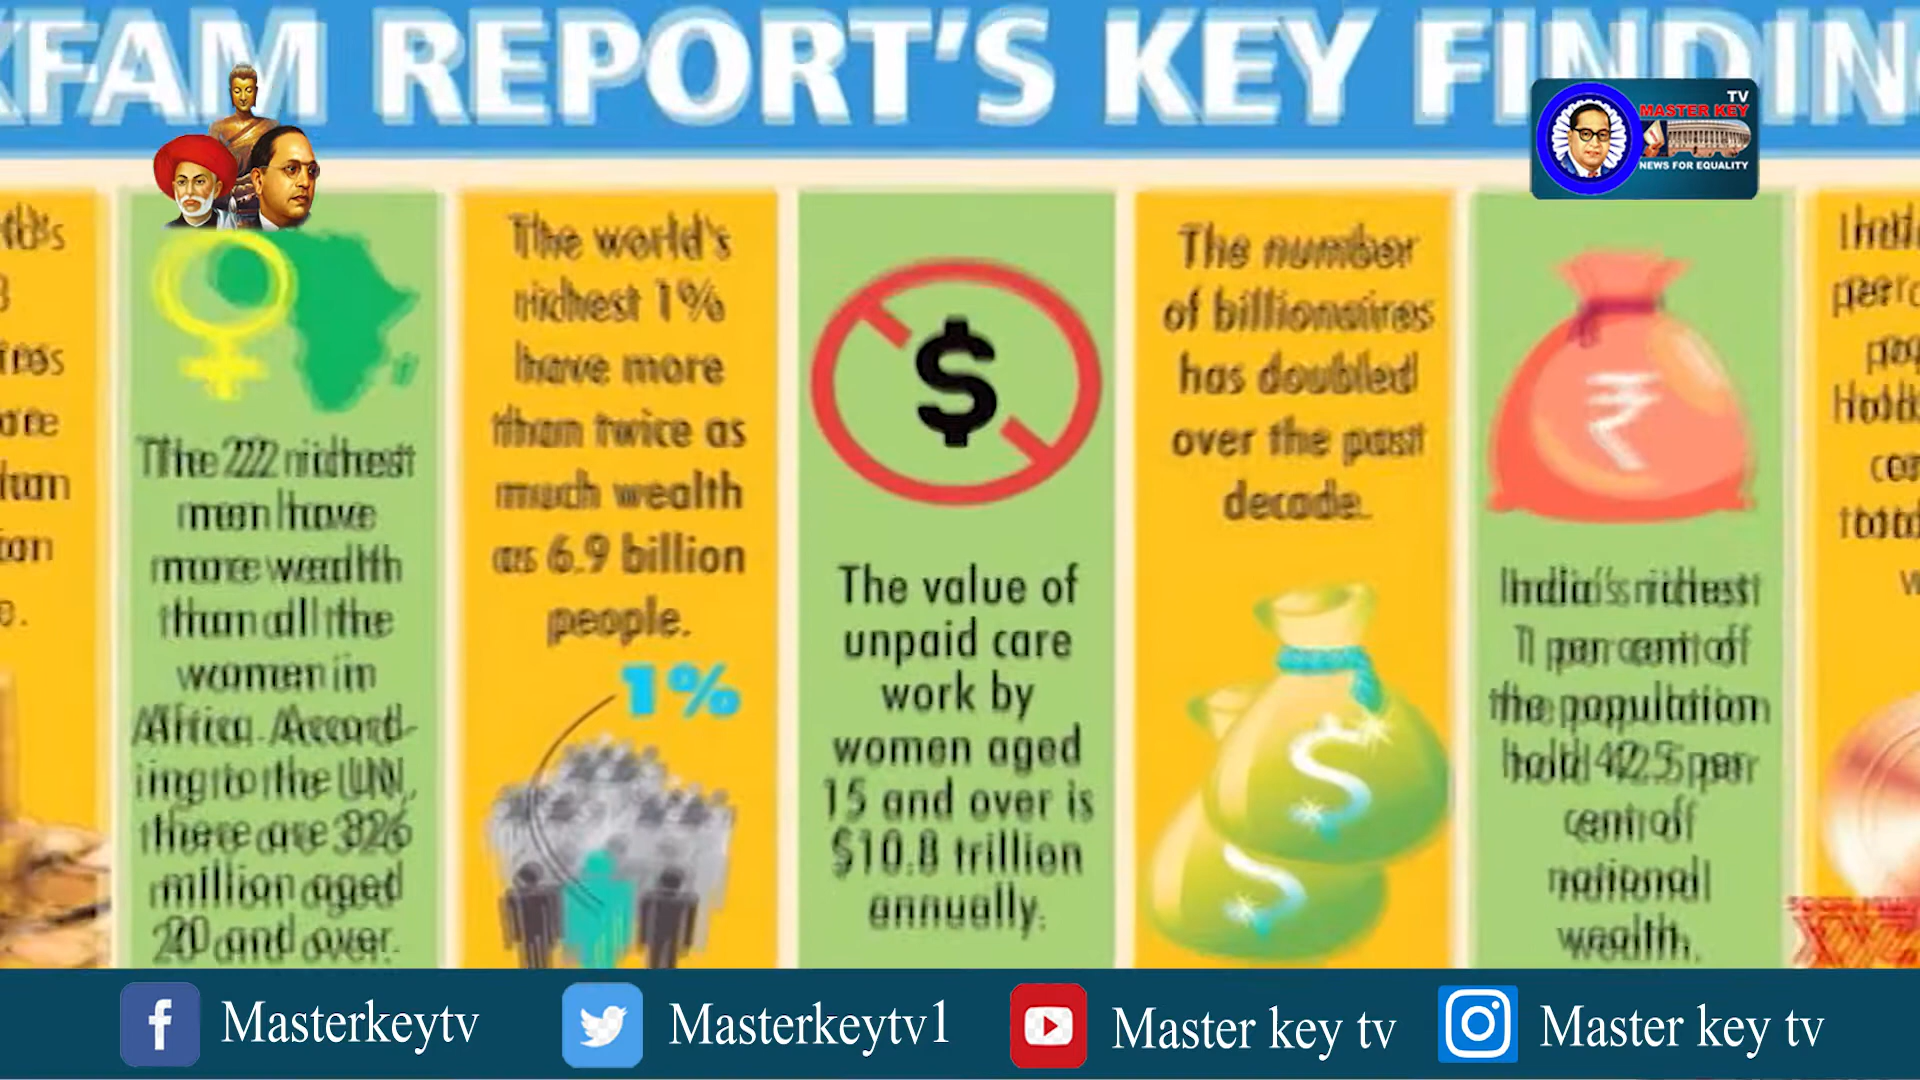 FAM REPORT'S KEY FINDIN
TV
MASTER KEY
NEWS FOR EQUALITY
The 22 richest
men have
more wealth
than all the
women in
Africa. Accord-
ing to the UN,
there are 326
million aged
20 and over.
The world's
richest 1%
have more
than twice as
much wealth
as 6.9 billion
people.
1%
$
The value of
unpaid care
work by
women aged
15 and over is
$10.8 trillion
annually.
The number
of billionaires
has doubled
over the past
decade.
$
$
₹
India's richest
1 per cent of
the population
hold 42.5 per
cent of
national
wealth.
Masterkeytv
Masterkeytv1
Master key tv
Master key tv